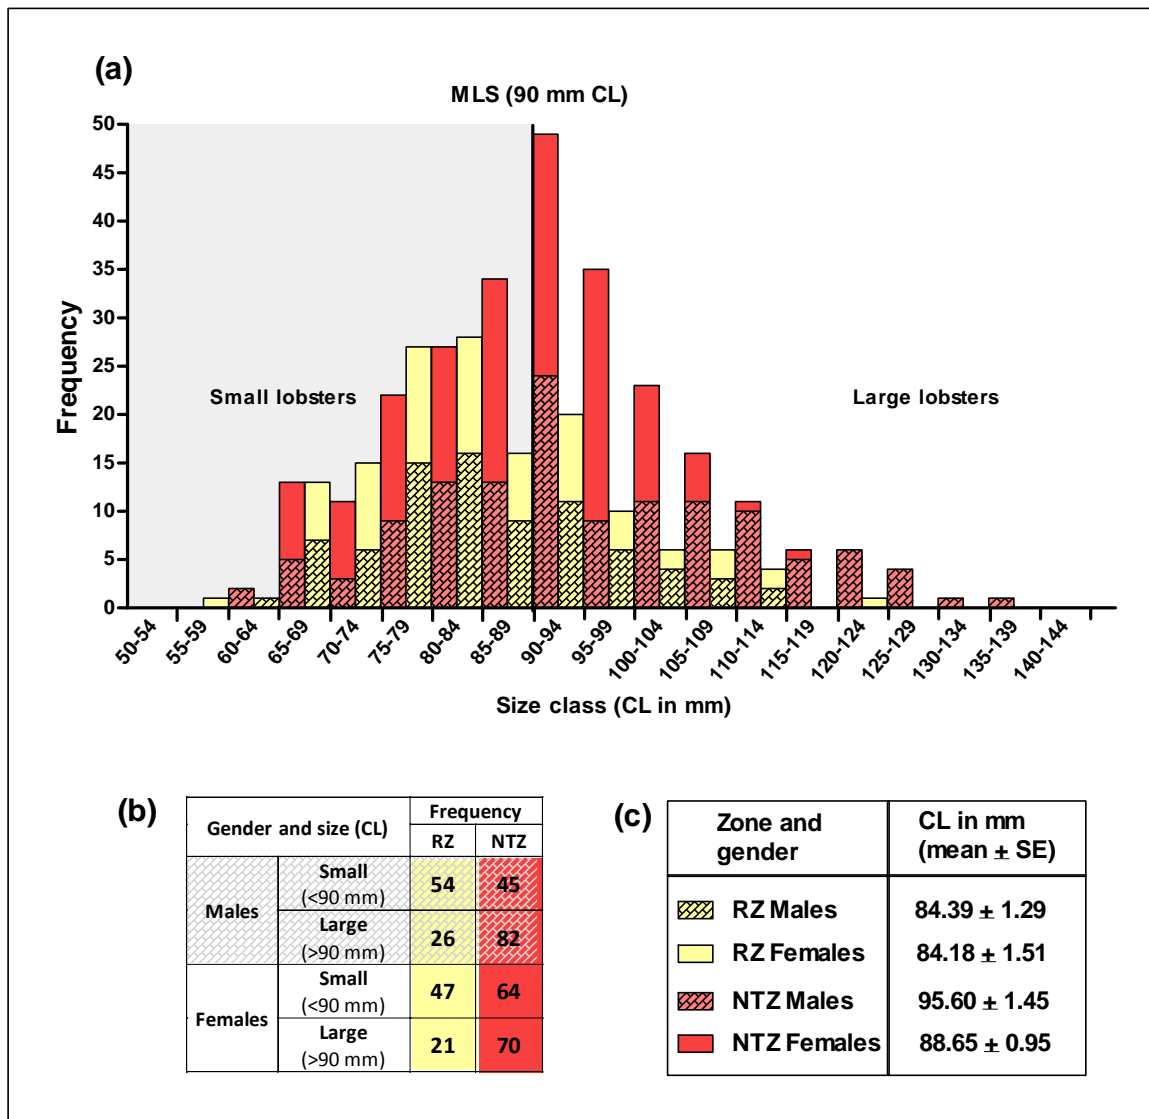 (a)
MLS (90 mm CL)
50
45
40
35
30
25
20
15
10
5
0
Frequency
Small lobsters
Large lobsters
50-54
55-59
60-64
65-69
70-74
75-79
80-84
85-89
90-94
95-99
100-104
105-109
110-114
115-119
120-124
125-129
130-134
135-139
140-144
Size class (CL in mm)
(b)
Gender and size (CL)
Frequency
RZ NTZ
Males
Small
(<90 mm)
54 45
Large
(>90 mm)
26 82
Females
Small
(<90 mm)
47 64
Large
(>90 mm)
21 70
(c)
Zone and
gender
CL in mm
(mean ± SE)
RZ Males 84.39 ± 1.29
RZ Females 84.18 ± 1.51
NTZ Males 95.60 ± 1.45
NTZ Females 88.65 ± 0.95